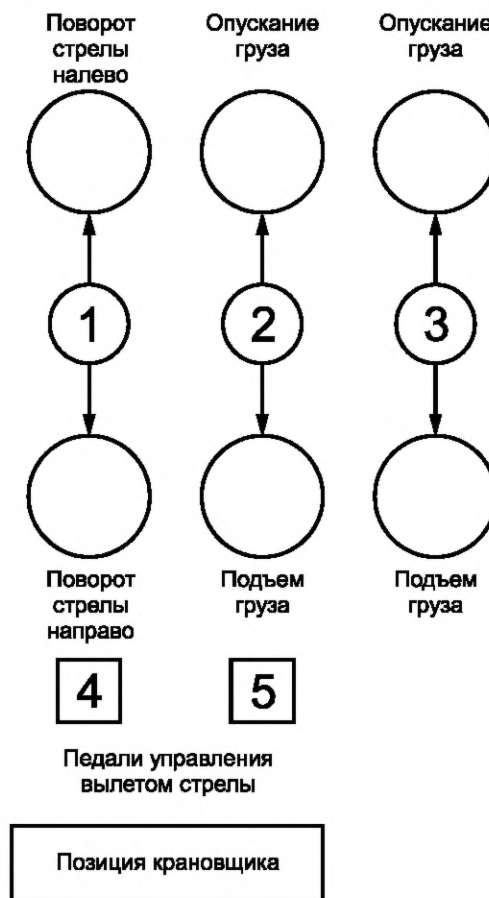 Поворот
стрелы
налево
Опускание
груза
Опускание
груза
1
2
3
Поворот
стрелы
направо
Подъем
груза
Подъем
груза
4
5
Педали управления
вылетом стрелы
Позиция крановщика